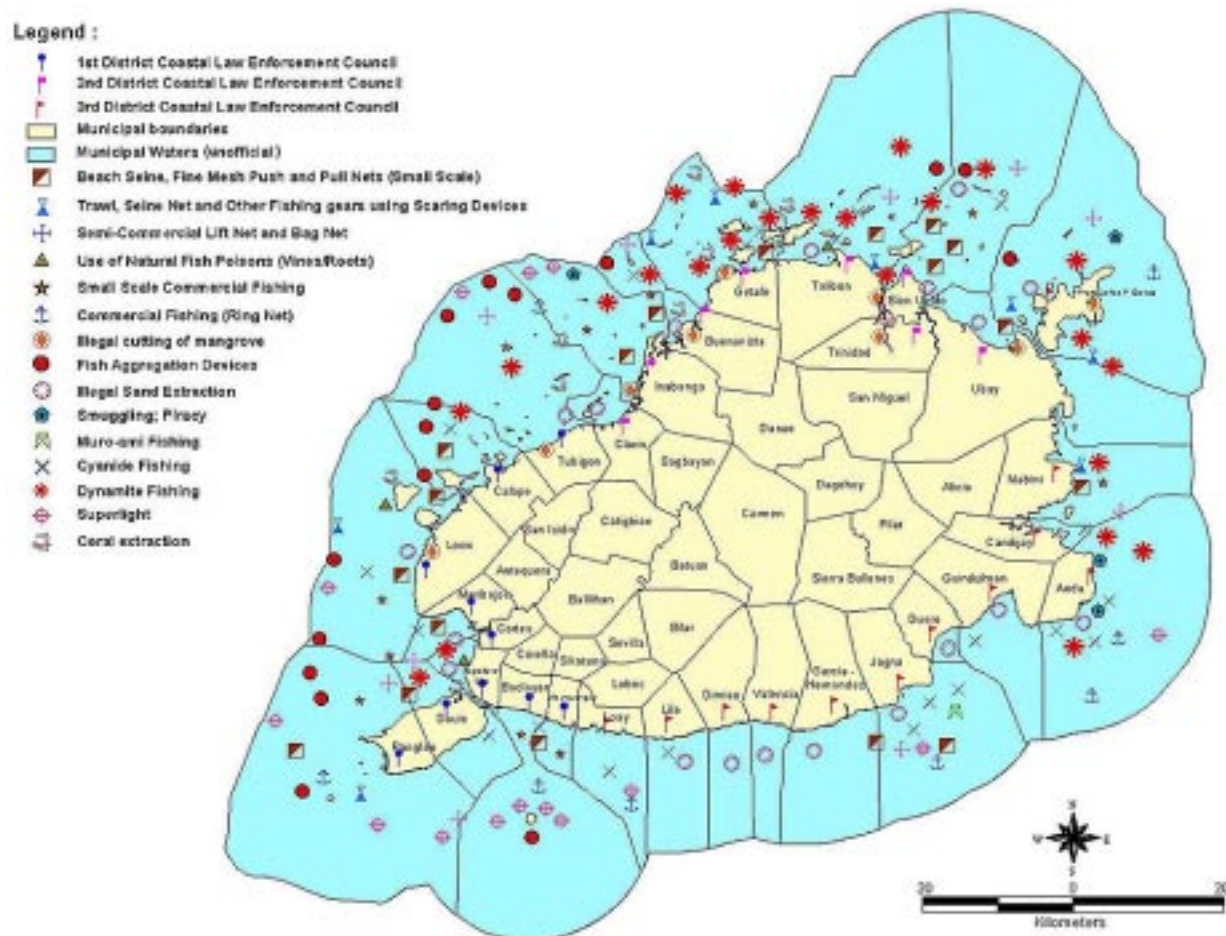 Legend :
1st District Coastal Law Enforcement Council
2nd District Coastal Law Enforcement Council
3rd District Coastal Law Enforcement Council
Municipal boundaries
Municipal Waters (unofficial)
Beach Seine, Fine Mesh Push and Pull Nets (Small Scale)
Trawl, Seine Net and Other Fishing gears using Scaring Devices
Semi-Commercial Lift Net and Bag Net
Use of Natural Fish Poisons (Vines/Roots)
Small Scale Commercial Fishing
Commercial Fishing (Ring Net)
Illegal cutting of mangrove
Fish Aggregation Devices
Illegal Sand Extraction
Smuggling; Piracy
Muro-ami Fishing
Cyanide Fishing
Dynamite Fishing
Superlight
Coral extraction
Getafe
Talibon
Bien Unido
Buenavista
Trinidad
Inabanga
San Miguel
Ubay
Danao
Clarin
Tubigon
Sagbayan
Dagohoy
Alicia
Mabini
Calape
San Isidro
Catigbian
Carmen
Pilar
Candijay
Loon
Antequera
Batuan
Sierra Bullones
Guindulman
Anda
Maribojoc
Balilihan
Cortes
Sevilla
Bilar
Duero
Corella
Sikatuna
Garcia -
Hernandez
Jagna
Baclayon
Loboc
Dimiao
Valencia
Dauis
Loay
Lila
Panglao
N
W
E
S
20
0
20
Kilometers